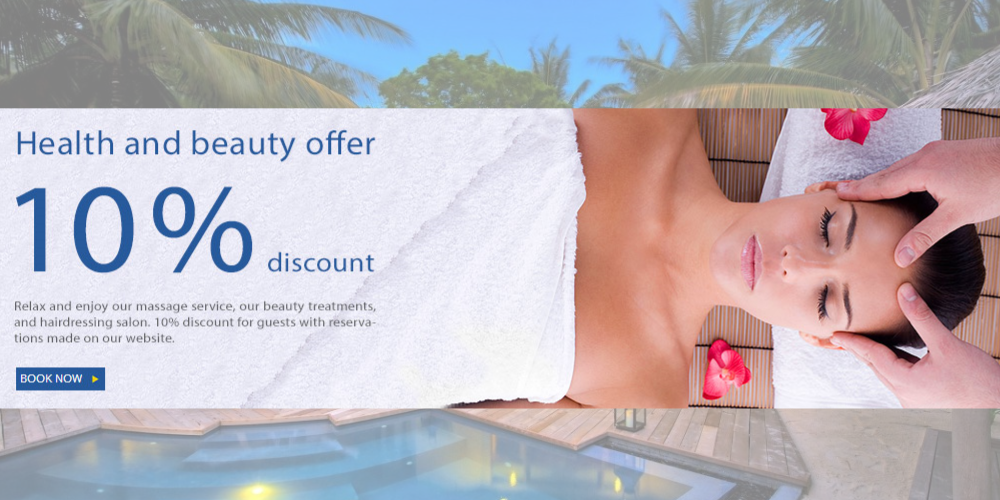 Health and beauty offer
10%
discount
Relax and enjoy our massage service, our beauty treatments,
and hairdressing salon. 10% discount for guests with reserva-
tions made on our website.
BOOK NOW